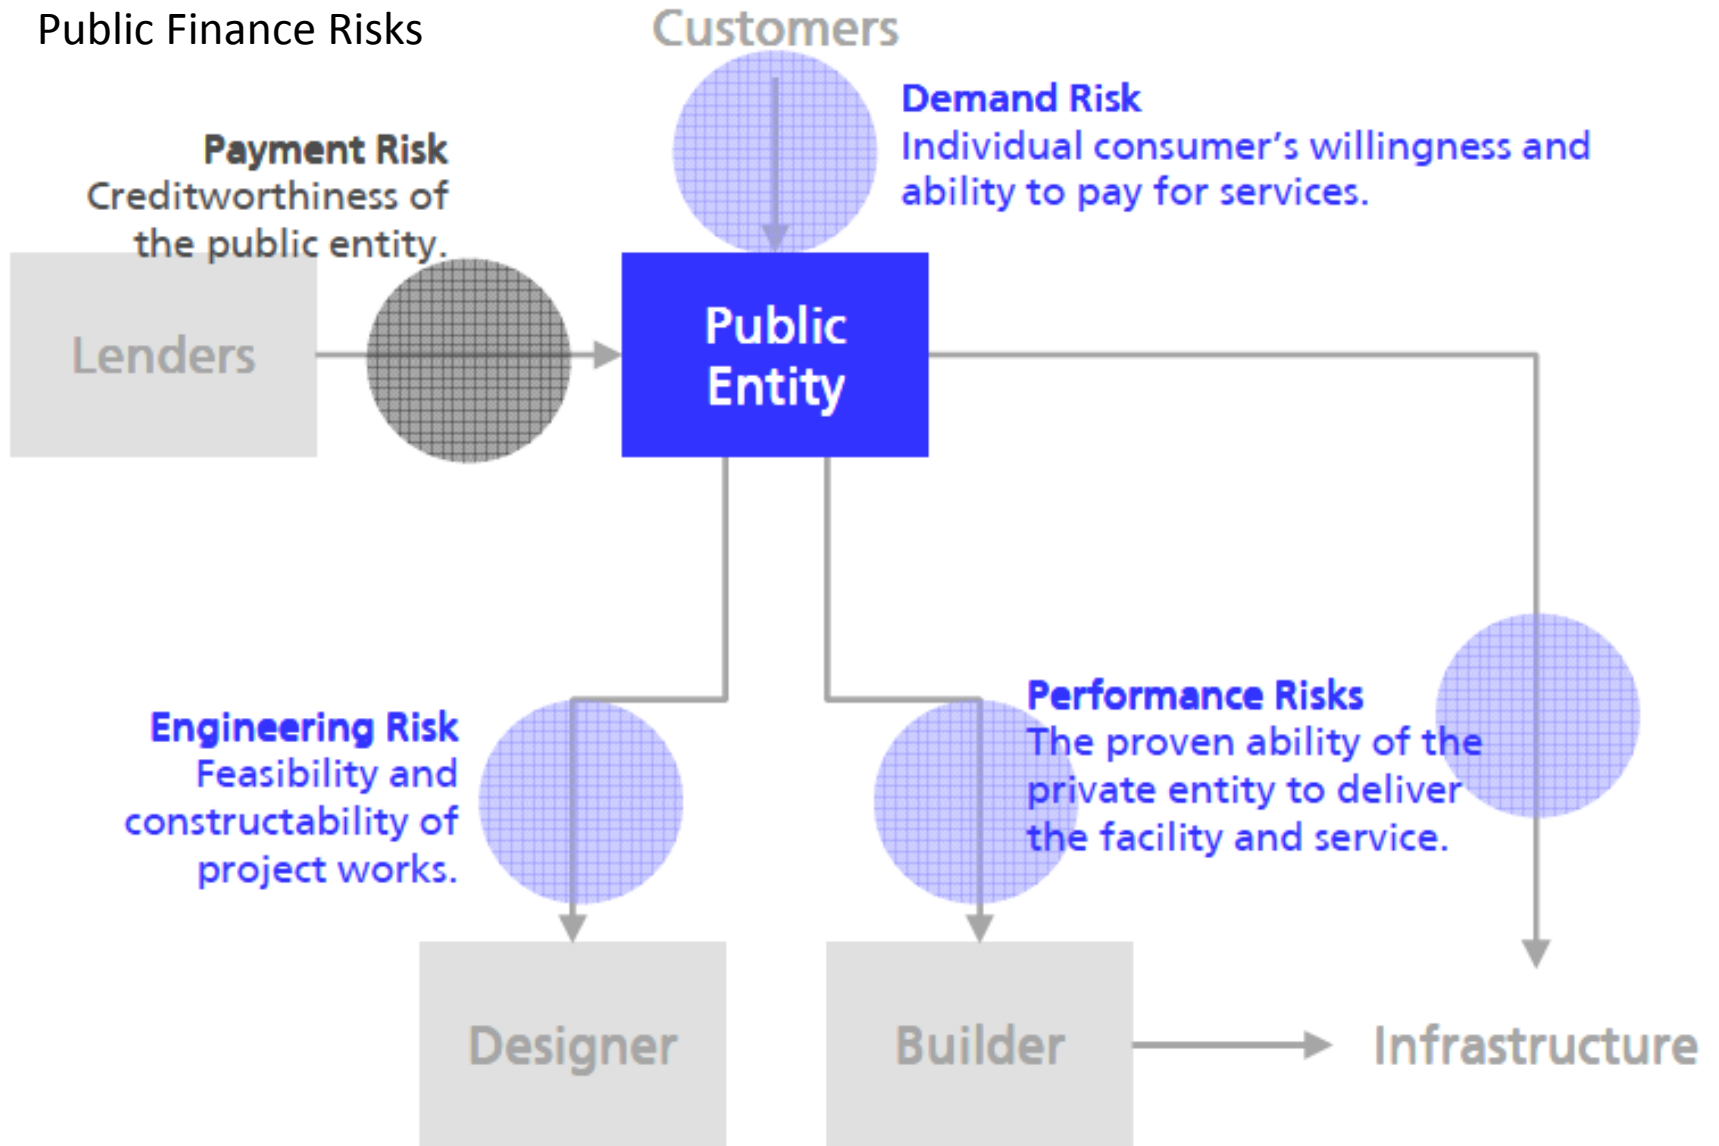 Public Finance Risks
Customers
Demand Risk
Individual consumer’s willingness and
ability to pay for services.
Payment Risk
Creditworthiness of
the public entity.
Lenders
Public
Entity
Engineering Risk
Feasibility and
constructability of
project works.
Performance Risks
The proven ability of the
private entity to deliver
the facility and service.
Designer
Builder
Infrastructure